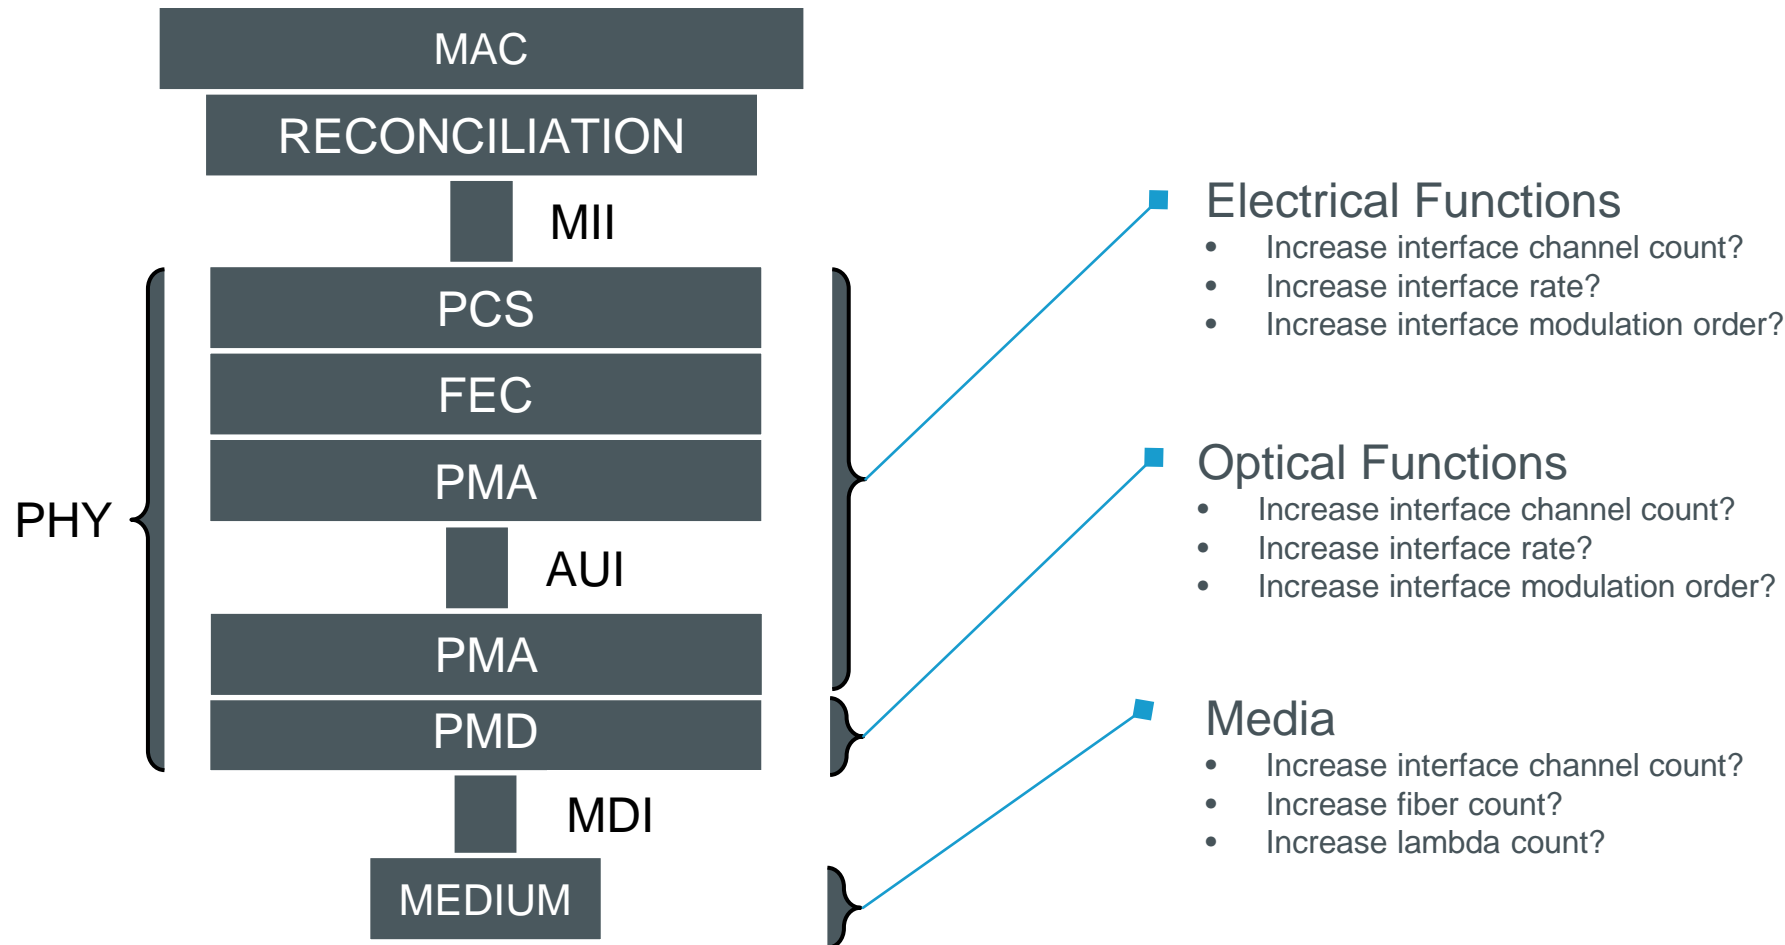 MAC
RECONCILIATION
MII
PCS
FEC
PMA
PHY
AUI
PMA
PMD
MDI
MEDIUM
Electrical Functions
• Increase interface channel count?
• Increase interface rate?
• Increase interface modulation order?
Optical Functions
• Increase interface channel count?
• Increase interface rate?
• Increase interface modulation order?
Media
• Increase interface channel count?
• Increase fiber count?
• Increase lambda count?